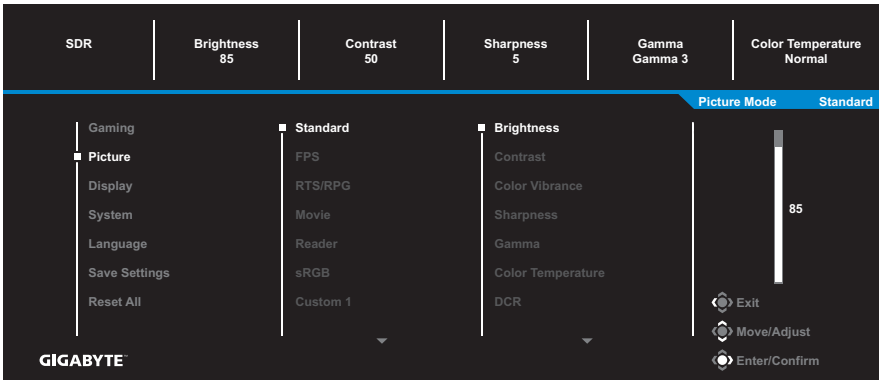 SDR
Brightness
85
Contrast
50
Sharpness
5
Gamma
Gamma 3
Color Temperature
Normal
Picture Mode Standard
Gaming
Picture
Display
System
Language
Save Settings
Reset All
Standard
FPS
RTS/RPG
Movie
Reader
sRGB
Custom 1
Brightness
Contrast
Color Vibrance
Sharpness
Gamma
Color Temperature
DCR
85
Exit
Move/Adjust
Enter/Confirm
GIGABYTE™